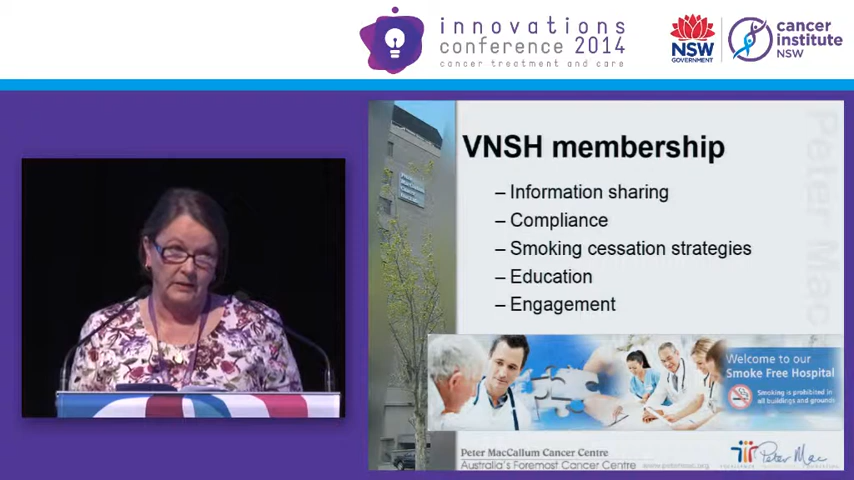 innovations
conference 2014
cancer treatment and care
NSW
GOVERNMENT
cancer
institute
NSW
VNSH membership
– Information sharing
– Compliance
– Smoking cessation strategies
– Education
– Engagement
Peter Mac
Welcome to our
Smoke Free Hospital
Smoking is prohibited in
all buildings and grounds
Peter MacCallum Cancer Centre
Australia's Foremost Cancer Centre
www.petermac.org
Peter Mac